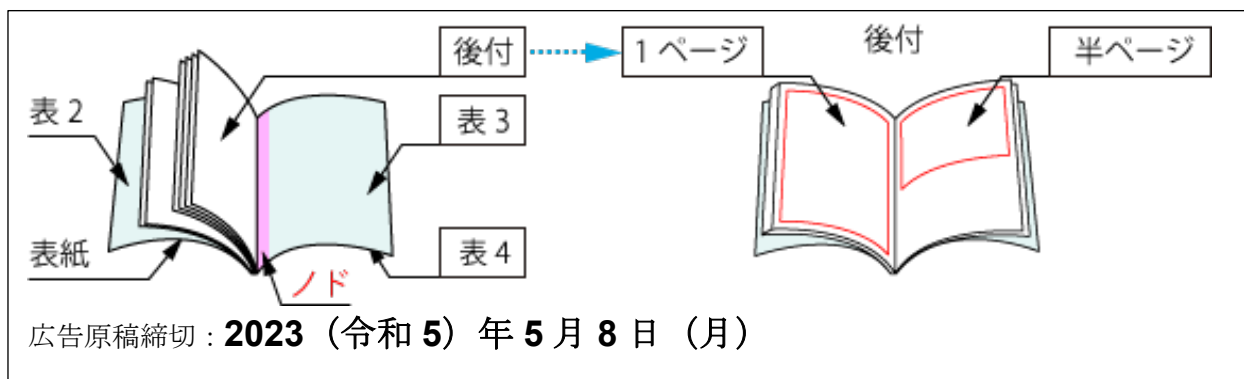 後付
1 ページ
後付
半ページ
表 2
表 3
表紙
表 4
ノド
広告原稿締切：2023（令和 5）年 5 月 8 日（月）